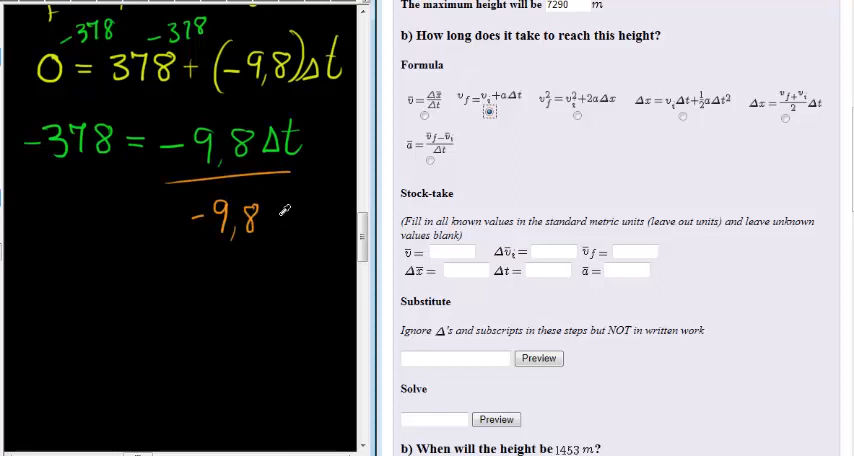 -378 -378
0 = 378 + (-9,8)Δt
-378 = -9,8Δt
-9,8
The maximum height will be 7290 m
b) How long does it take to reach this height?
Formula
v̄ = Δx̄/Δt v_f = v_i + aΔt v_f² = v_i² + 2aΔx Δx = v_iΔt + ½aΔt² Δx = (v_f + v_i)/2 Δt
ā = (v̄_f − v̄_i)/Δt
Stock-take
(Fill in all known values in the standard metric units (leave out units) and leave unknown
values blank)
v̄ = Δv̄_i = v̄_f =
Δx̄ = Δt = ā =
Substitute
Ignore Δ's and subscripts in these steps but NOT in written work
Preview
Solve
Preview
b) When will the height be 1453 m?